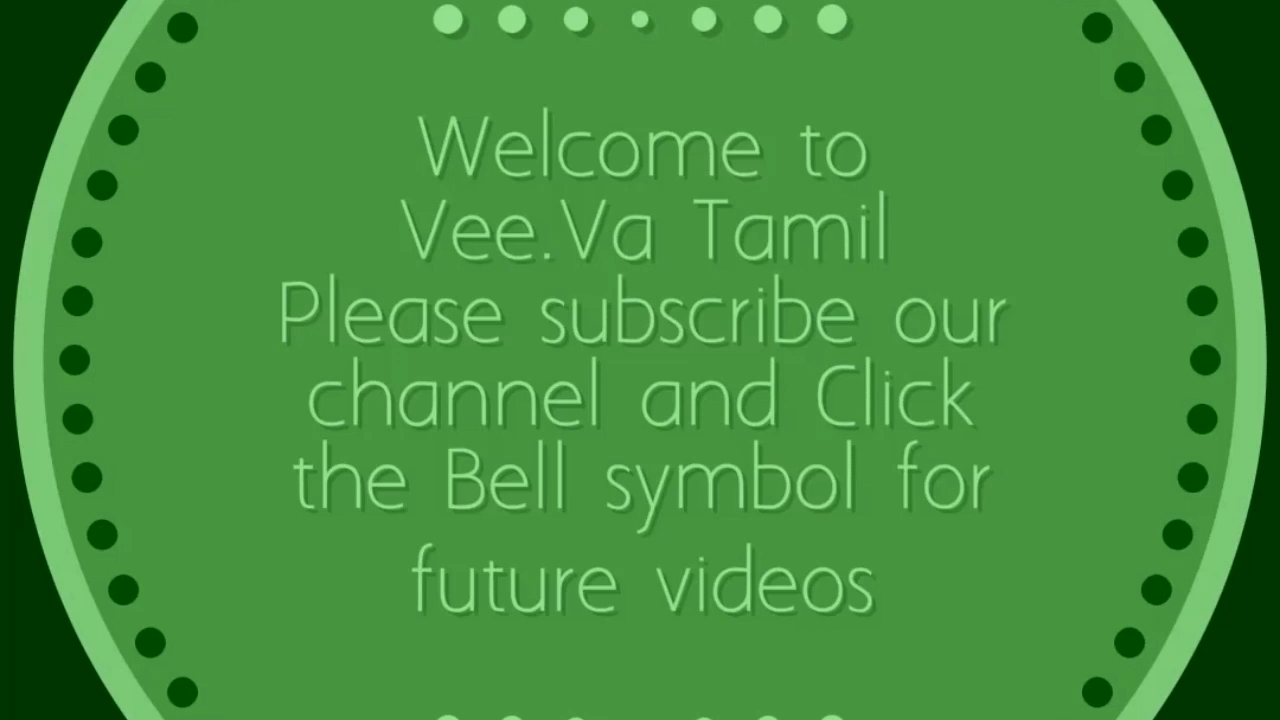 Welcome to
Vee.Va Tamil
Please subscribe our
channel and Click
the Bell symbol for
future videos